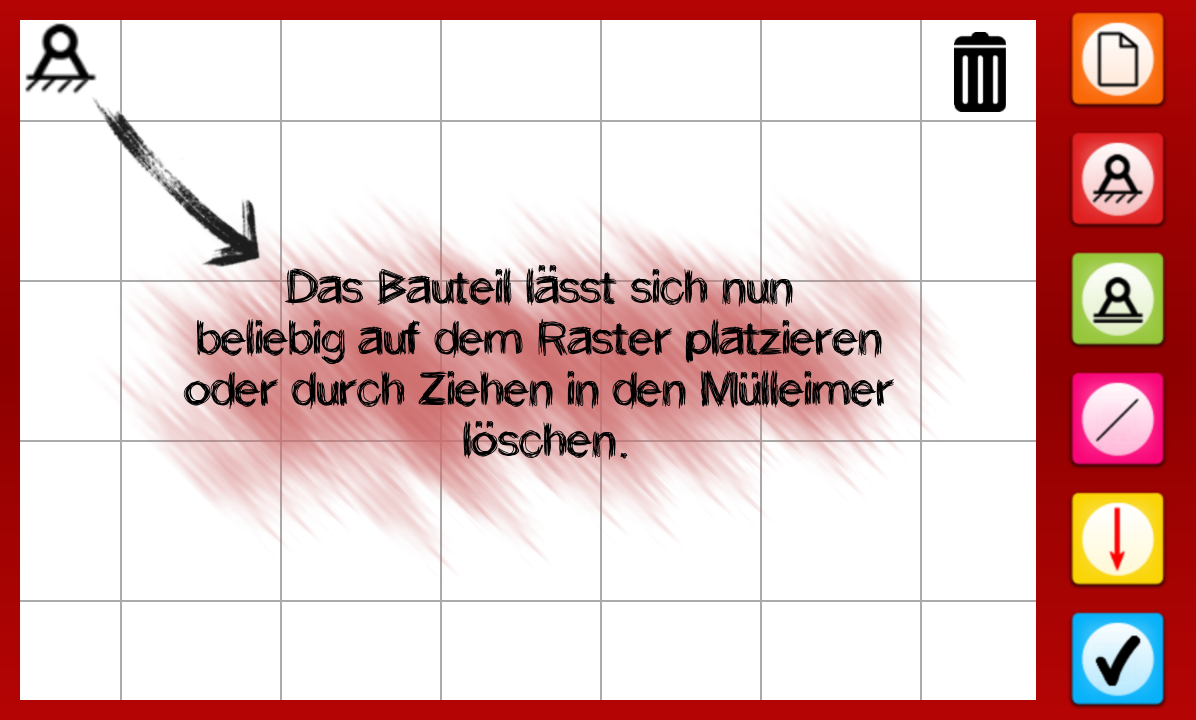 Das Bauteil lässt sich nun
beliebig auf dem Raster platzieren
oder durch Ziehen in den Mülleimer
löschen.